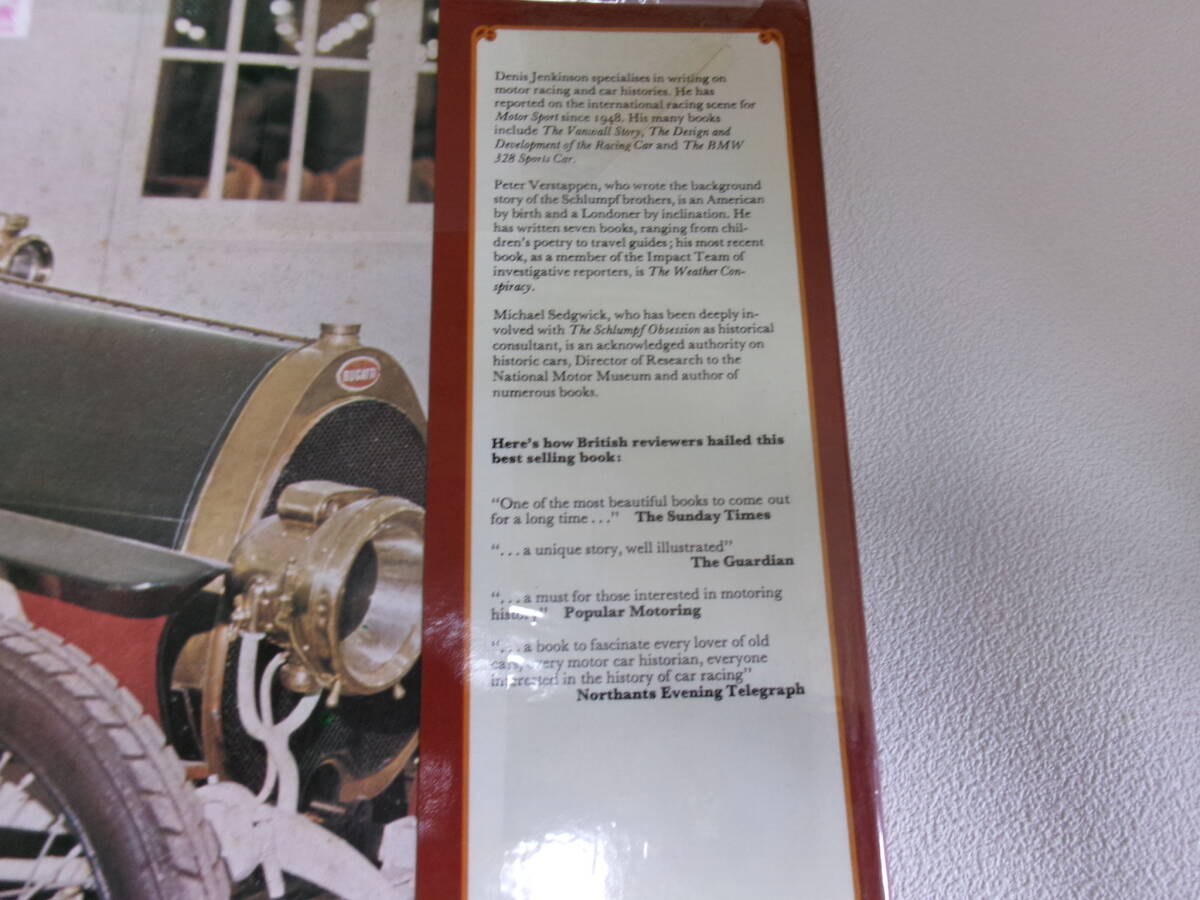 Denis Jenkinson specialises in writing on
motor racing and car histories. He has
reported on the international racing scene for
Motor Sport since 1948. His many books
include The Vanwall Story, The Design and
Development of the Racing Car and The BMW
328 Sports Car.
Peter Verstappen, who wrote the background
story of the Schlumpf brothers, is an American
by birth and a Londoner by inclination. He
has written seven books, ranging from chil-
dren's poetry to travel guides; his most recent
book, as a member of the Impact Team of
investigative reporters, is The Weather Con-
spiracy.
Michael Sedgwick, who has been deeply in-
volved with The Schlumpf Obsession as historical
consultant, is an acknowledged authority on
historic cars, Director of Research to the
National Motor Museum and author of
numerous books.
Here's how British reviewers hailed this
best selling book:
"One of the most beautiful books to come out
for a long time..." The Sunday Times
"...a unique story, well illustrated"
The Guardian
"...a must for those interested in motoring
history" Popular Motoring
"...a book to fascinate every lover of old
cars, every motor car historian, everyone
interested in the history of car racing"
Northants Evening Telegraph
BUGATTI